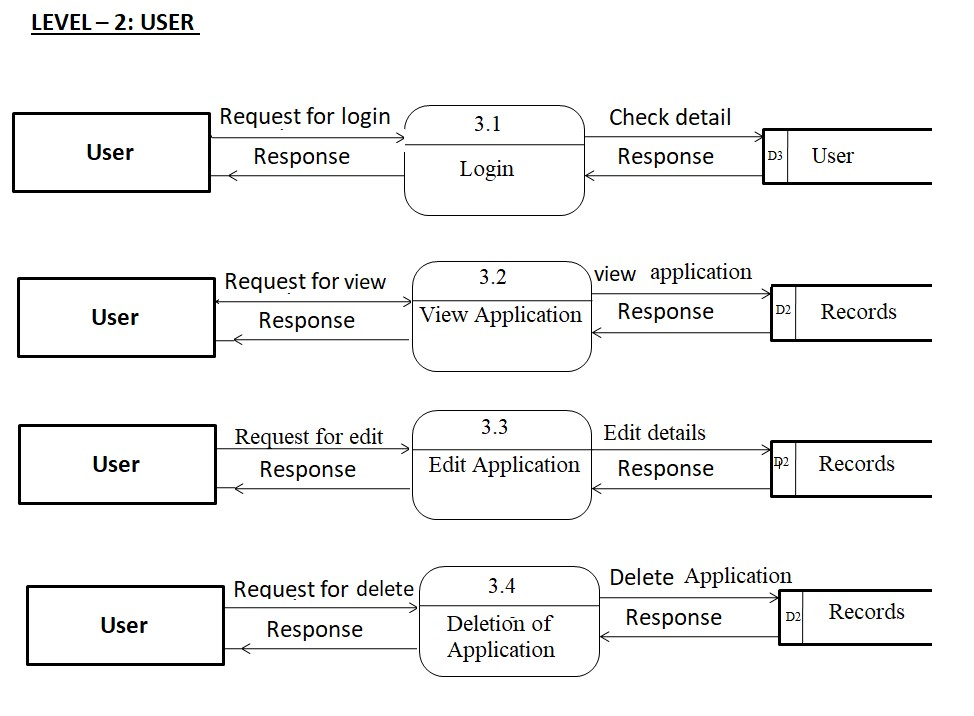 LEVEL – 2: USER
Request for login
3.1
Check detail
User
Response
Login
Response
D3
User
Request for view
3.2
view application
User
Response
View Application
Response
D2
Records
Request for edit
3.3
Edit details
User
Response
Edit Application
Response
D2
Records
Request for delete
3.4
Delete Application
User
Response
Deletion of
Application
Response
D2
Records